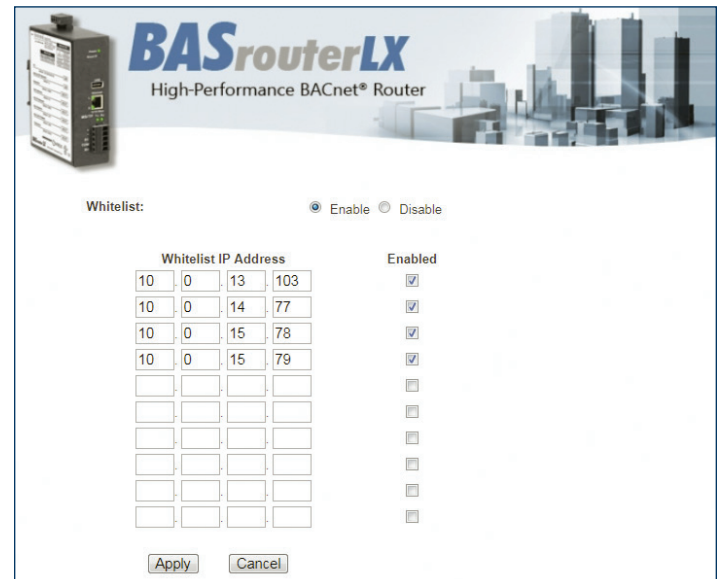 BASrouterLX
High-Performance BACnet® Router
Whitelist: Enable Disable
Whitelist IP Address Enabled
10 . 0 . 13 . 103
10 . 0 . 14 . 77
10 . 0 . 15 . 78
10 . 0 . 15 . 79
Apply Cancel